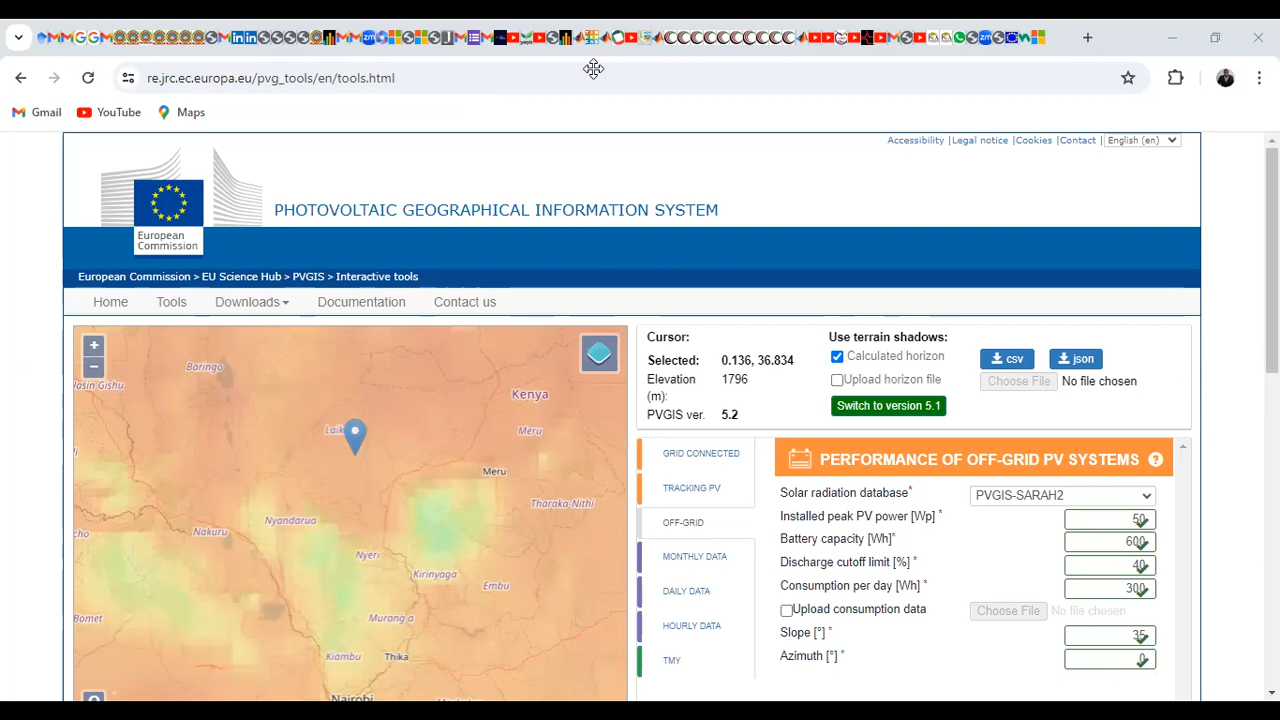 re.jrc.ec.europa.eu/pvg_tools/en/tools.html
Gmail YouTube Maps
Accessibility | Legal notice | Cookies | Contact | English (en)
PHOTOVOLTAIC GEOGRAPHICAL INFORMATION SYSTEM
European
Commission
European Commission > EU Science Hub > PVGIS > Interactive tools
Home Tools Downloads Documentation Contact us
+
−
Baringo
asin Gishu
Kenya
Laik
Meru
Meru
Tharaka-Nithi
Nyandarua
Nakuru
cho
Nyeri
Kirinyaga
Embu
Bomet
Murang a
Kiambu
Thika
Nairobi
Cursor:
Selected: 0.136, 36.834
Elevation (m): 1796
PVGIS ver. 5.2
Use terrain shadows:
Calculated horizon
Upload horizon file
Switch to version 5.1
csv json
Choose File No file chosen
GRID CONNECTED
TRACKING PV
OFF-GRID
MONTHLY DATA
DAILY DATA
HOURLY DATA
TMY
PERFORMANCE OF OFF-GRID PV SYSTEMS ?
Solar radiation database* PVGIS-SARAH2
Installed peak PV power [Wp] * 50
Battery capacity [Wh]* 600
Discharge cutoff limit [%] * 40
Consumption per day [Wh] * 300
Upload consumption data Choose File No file chosen
Slope [°] * 35
Azimuth [°] * 0